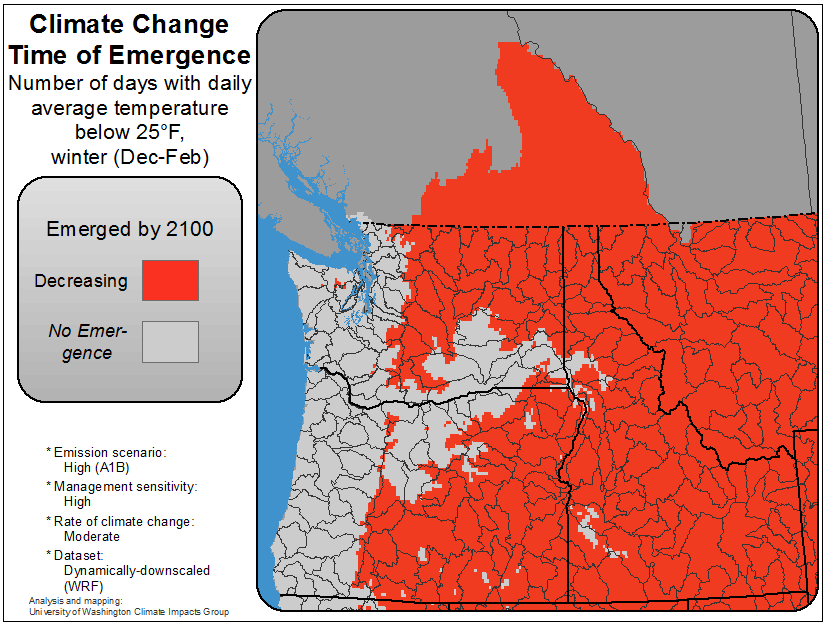 Climate Change
Time of Emergence
Number of days with daily
average temperature
below 25°F,
winter (Dec-Feb)
Emerged by 2100
Decreasing
No Emer-
gence
* Emission scenario:
High (A1B)
* Management sensitivity:
High
* Rate of climate change:
Moderate
* Dataset:
Dynamically-downscaled
(WRF)
Analysis and mapping:
University of Washington Climate Impacts Group